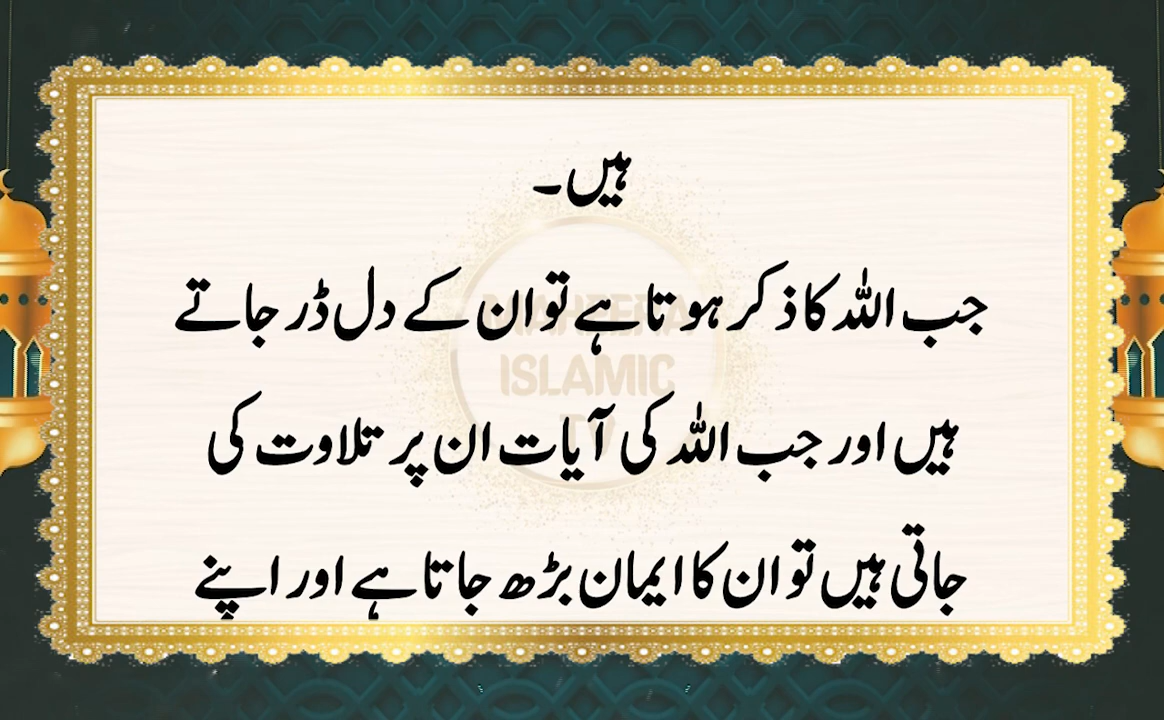 ہیں۔
جب اللہ کا ذکر ہوتا ہے تو ان کے دل ڈر جاتے
ہیں اور جب اللہ کی آیات ان پر تلاوت کی
جاتی ہیں تو ان کا ایمان بڑھ جاتا ہے اور اپنے
ISLAMIC